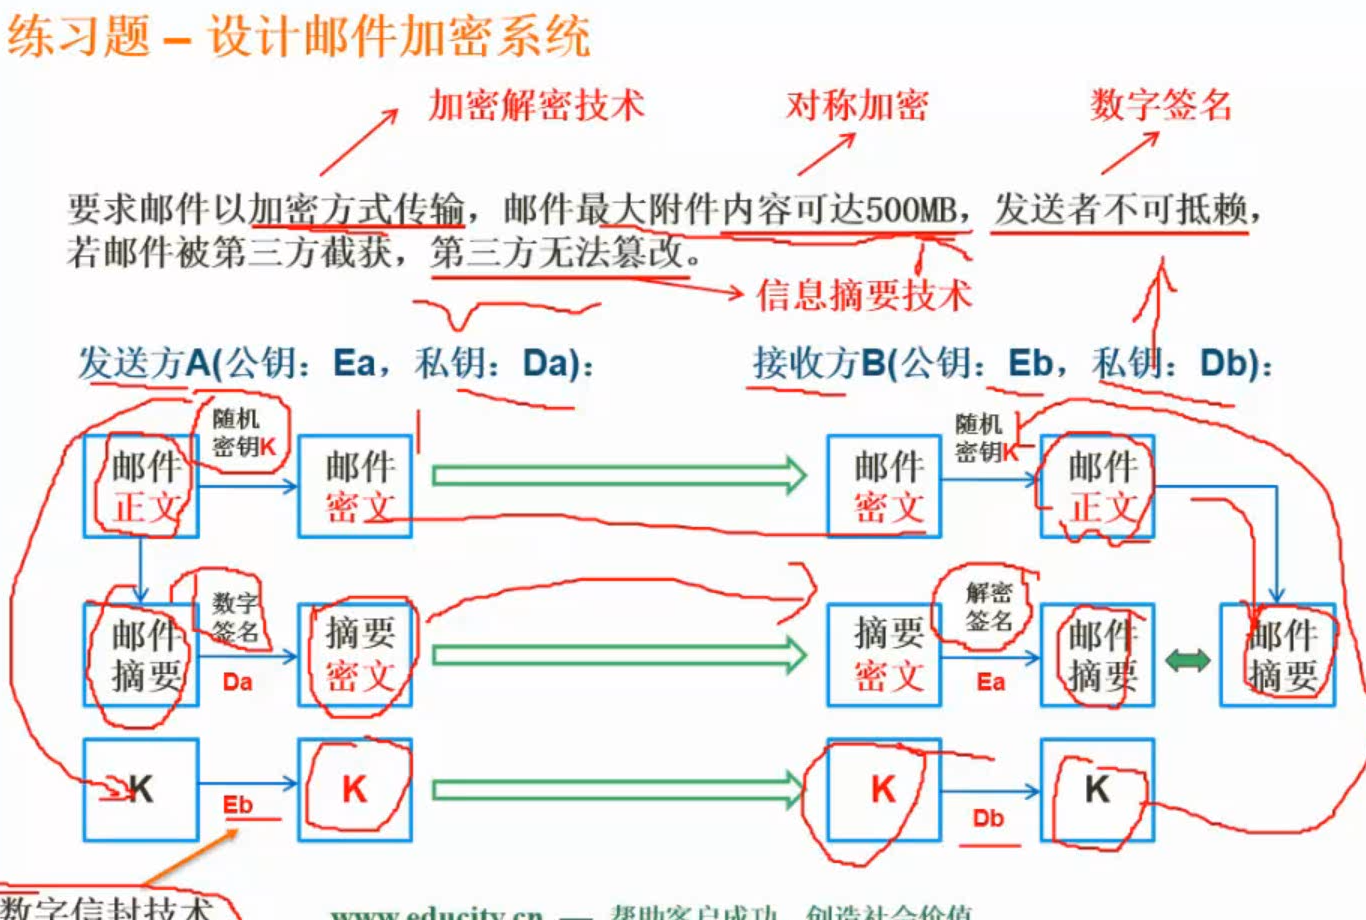 练习题 – 设计邮件加密系统
加密解密技术 对称加密 数字签名
要求邮件以加密方式传输，邮件最大附件内容可达500MB，发送者不可抵赖，
若邮件被第三方截获，第三方无法篡改。
信息摘要技术
发送方A(公钥：Ea，私钥：Da)： 接收方B(公钥：Eb，私钥：Db)：
邮件
正文
随机
密钥K
邮件
密文
邮件
密文
随机
密钥K
邮件
正文
邮件
摘要
数字
签名
Da
摘要
密文
摘要
密文
解密
签名
Ea
邮件
摘要
邮件
摘要
K
Eb
K
K
Db
K
数字信封技术
www.educity.cn — 帮助客户成功，创造社会价值